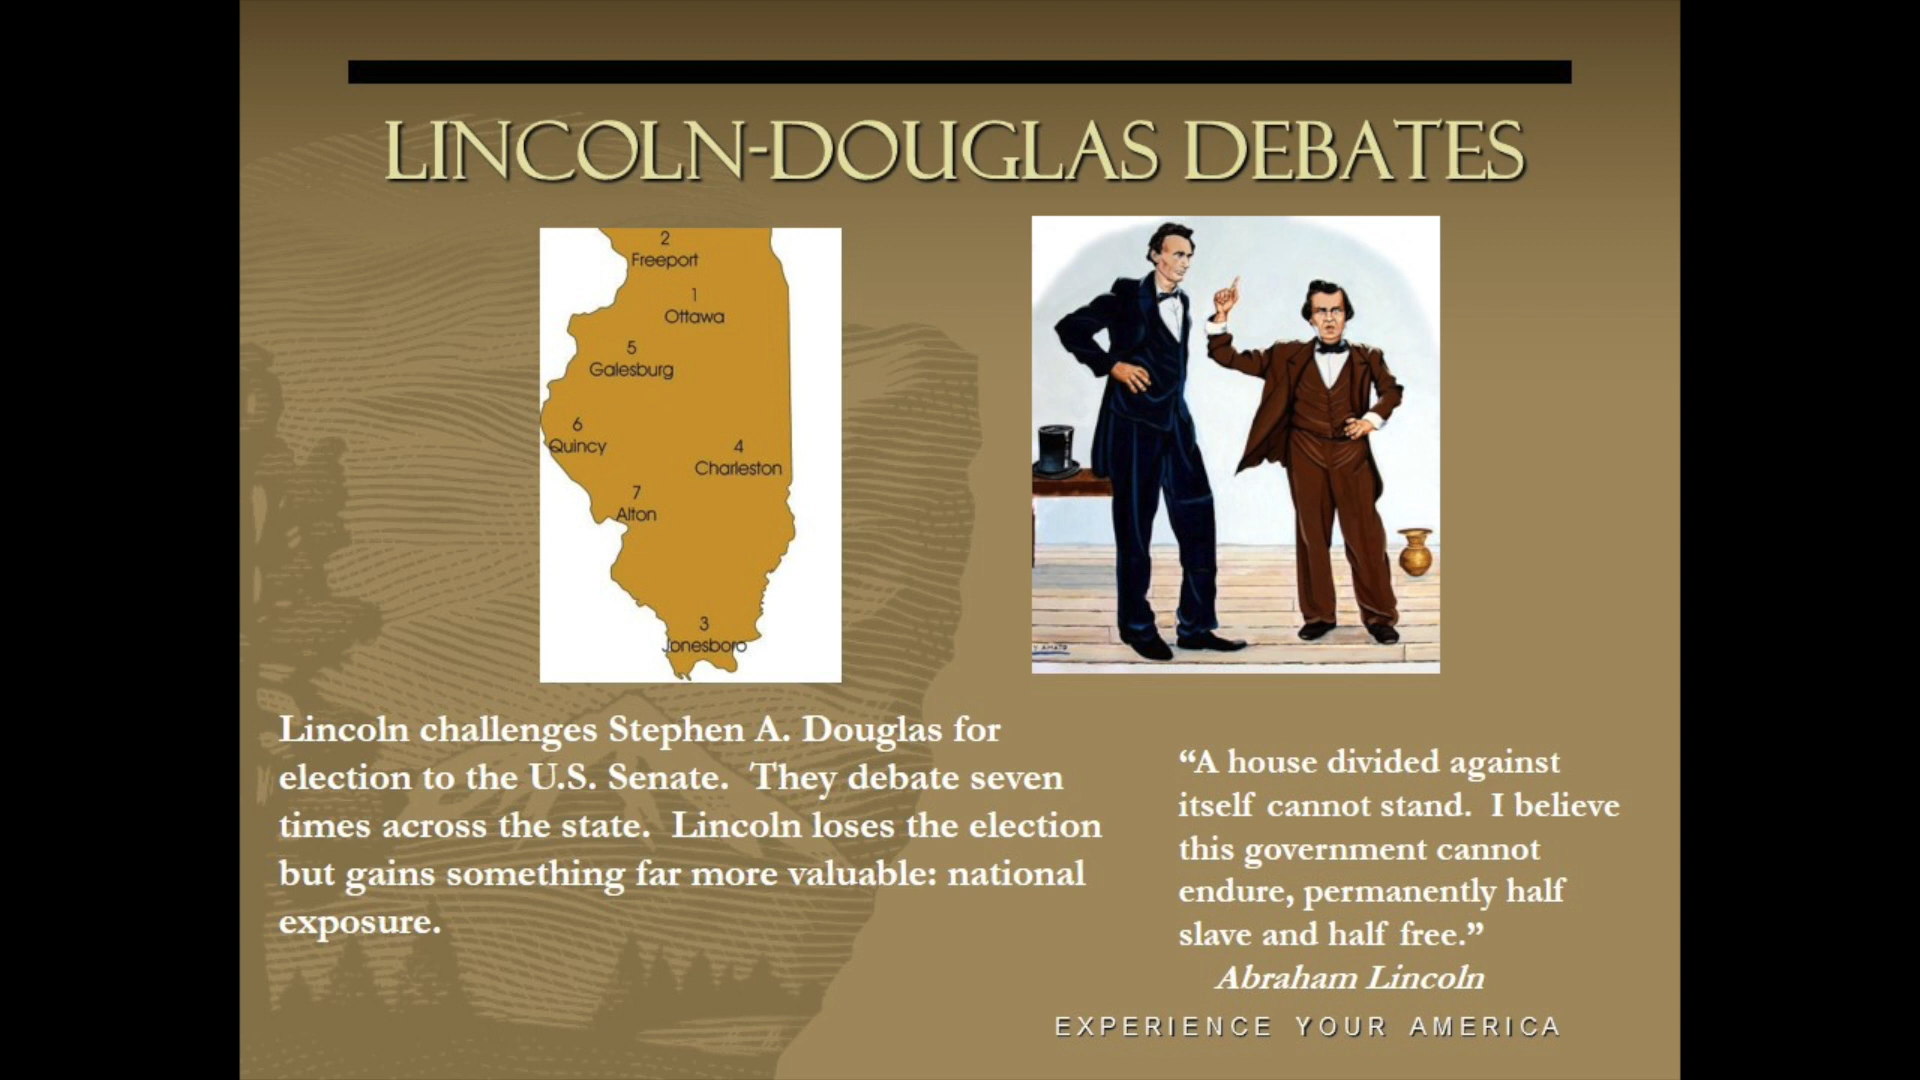 LINCOLN-DOUGLAS DEBATES
2
Freeport
1
Ottawa
5
Galesburg
6
Quincy
4
Charleston
7
Alton
3
Jonesboro
Y AMATO
Lincoln challenges Stephen A. Douglas for
election to the U.S. Senate. They debate seven
times across the state. Lincoln loses the election
but gains something far more valuable: national
exposure.
“A house divided against
itself cannot stand. I believe
this government cannot
endure, permanently half
slave and half free.”
Abraham Lincoln
EXPERIENCE YOUR AMERICA